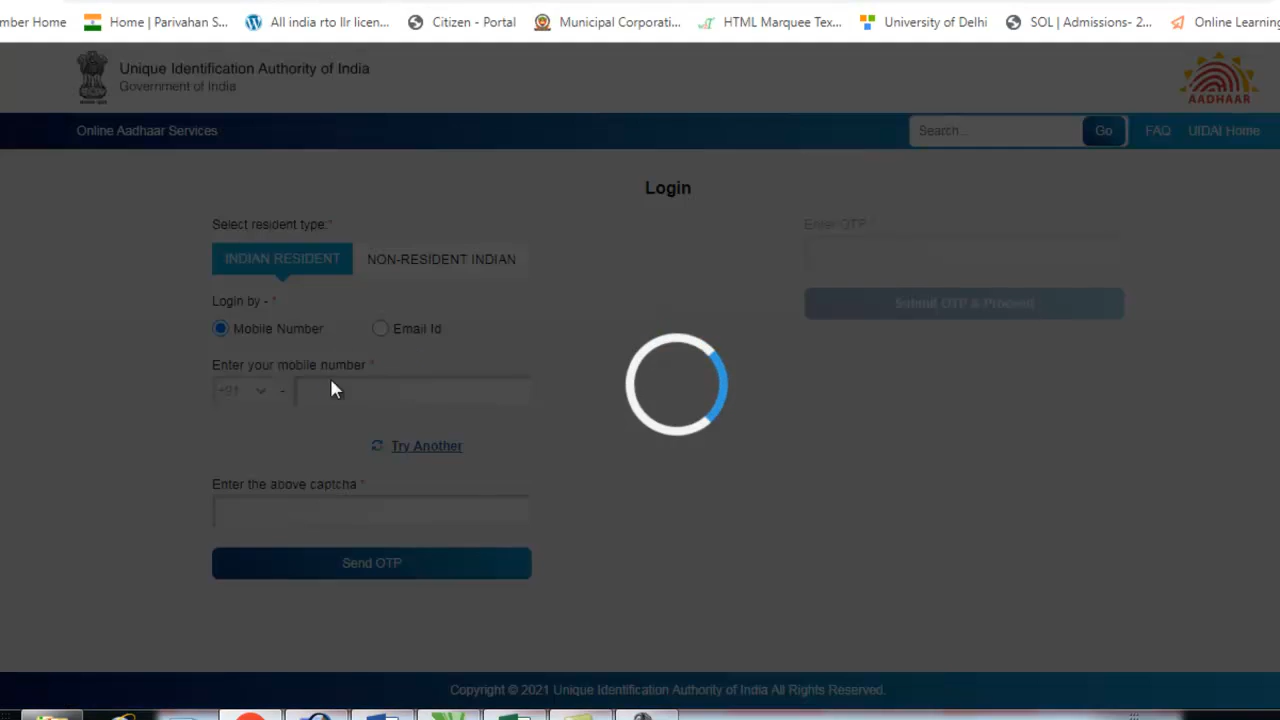 mber Home
Home | Parivahan S...
All india rto llr licen...
Citizen - Portal
Municipal Corporati...
HTML Marquee Tex...
University of Delhi
SOL | Admissions- 2...
Online Learning
Unique Identification Authority of India
Government of India
AADHAAR
Online Aadhaar Services
Search...
Go
FAQ
UIDAI Home
Login
Select resident type:*
INDIAN RESIDENT
NON-RESIDENT INDIAN
Login by - *
Mobile Number
Email Id
Enter your mobile number *
+91
-
Try Another
Enter the above captcha *
Send OTP
Enter OTP *
Submit OTP & Proceed
Copyright © 2021 Unique Identification Authority of India All Rights Reserved.